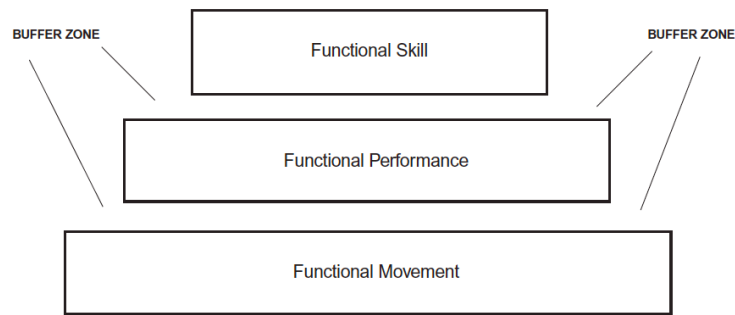 BUFFER ZONE
BUFFER ZONE
Functional Skill
Functional Performance
Functional Movement